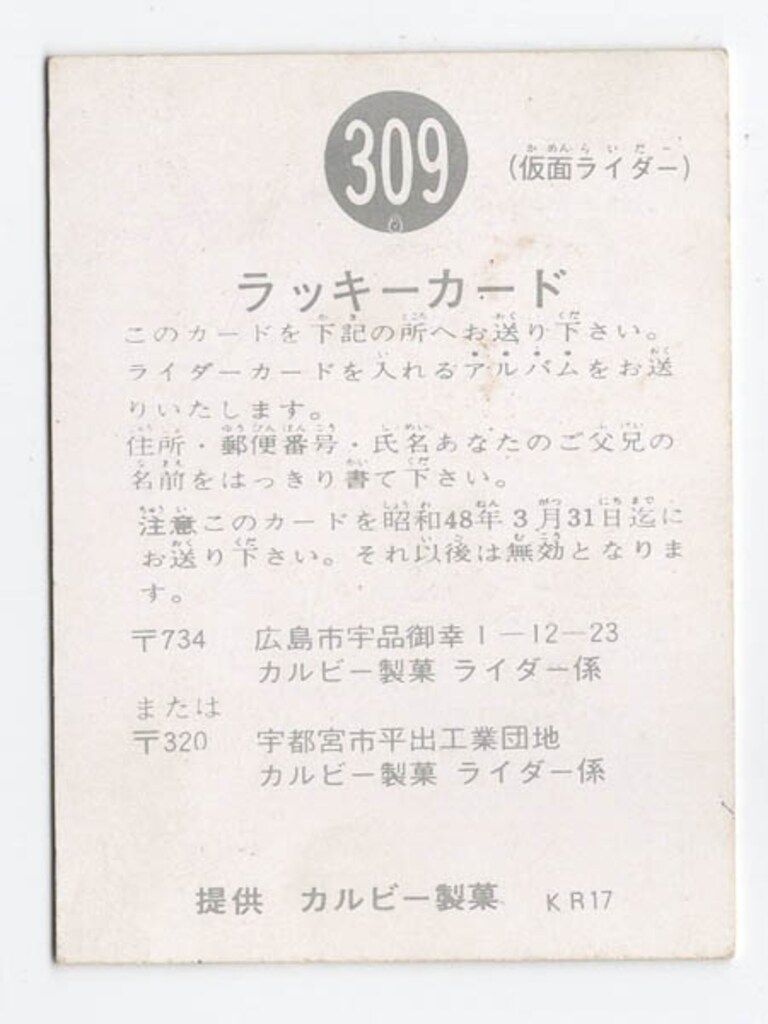 309
(仮面ライダー)
ラッキーカード
このカードを下記の所へお送り下さい。
ライダーカードを入れるアルバムをお送
りいたします。
住所・郵便番号・氏名あなたのご父兄の
名前をはっきり書て下さい。
注意このカードを昭和48年3月31日迄に
お送り下さい。それ以後は無効となりま
す。
〒734 広島市宇品御幸1-12-23
カルビー製菓 ライダー係
または
〒320 宇都宮市平出工業団地
カルビー製菓 ライダー係
提供 カルビー製菓 KR17